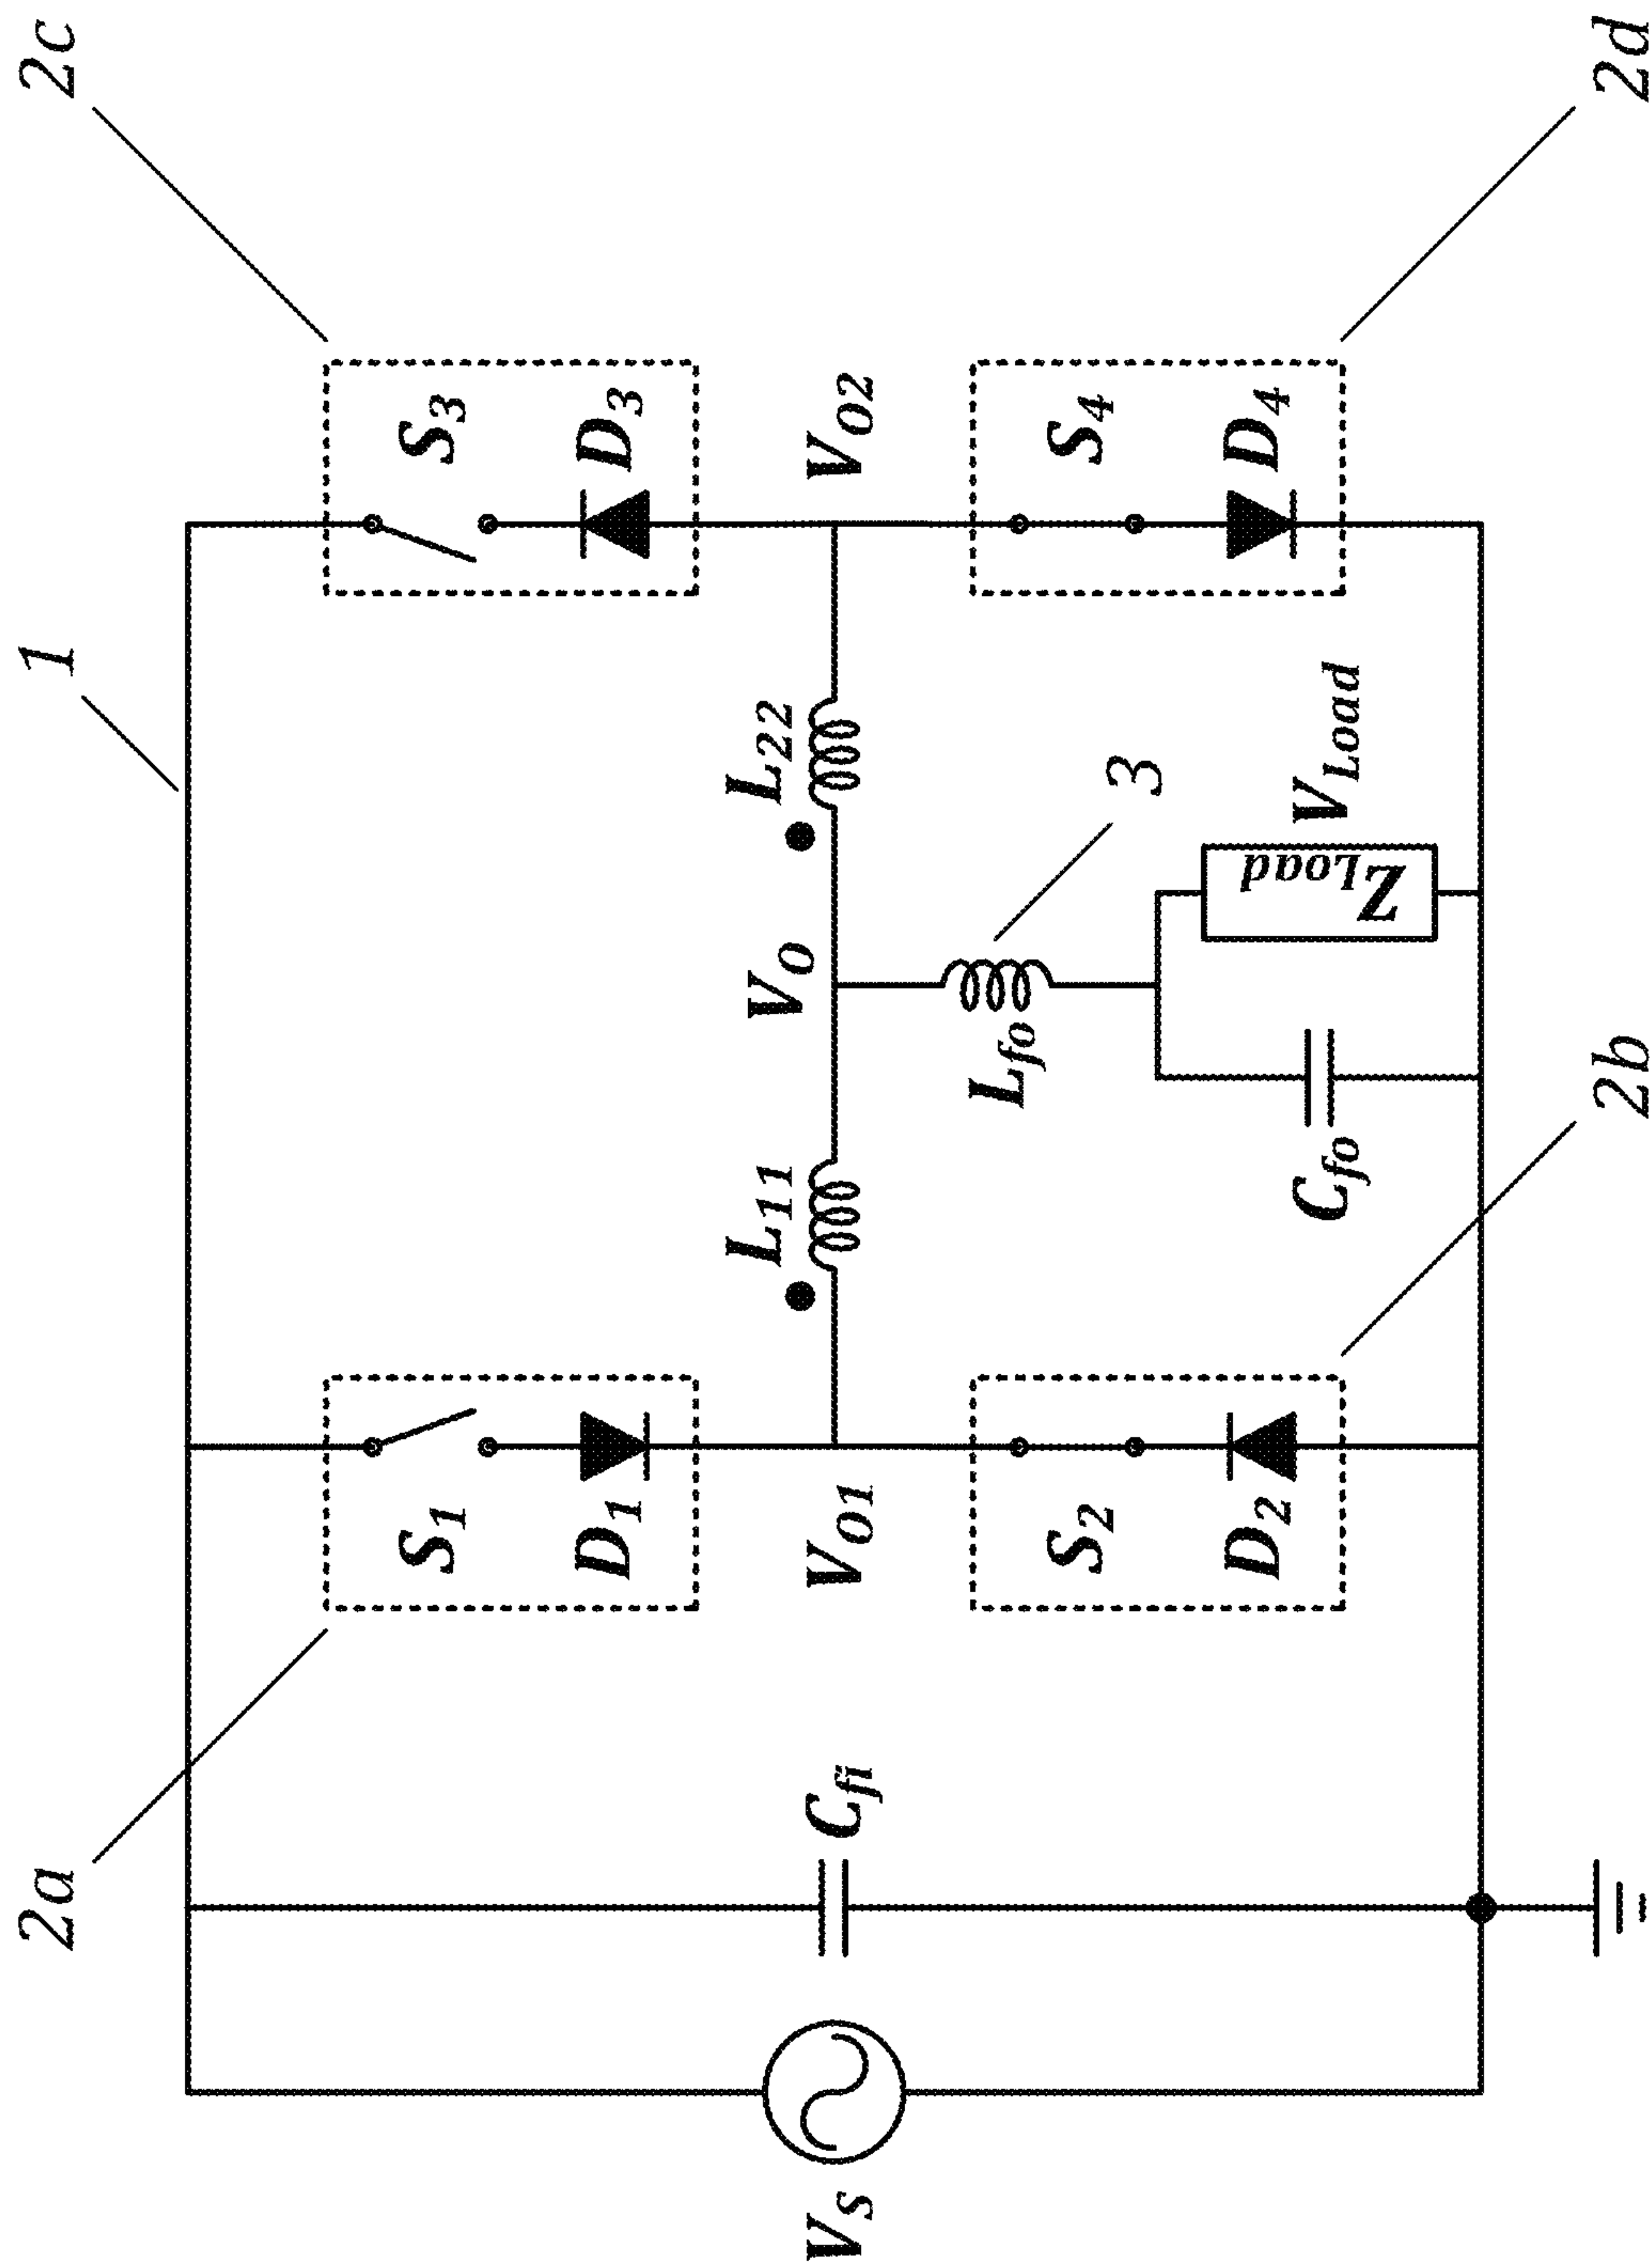 2a
1
2c
S1
S3
D1
D3
L11
VO
L22
VS
Cfi
VO1
VO2
Lfo
3
S2
S4
D2
D4
Cfo
ZLoad
VLoad
2b
2d